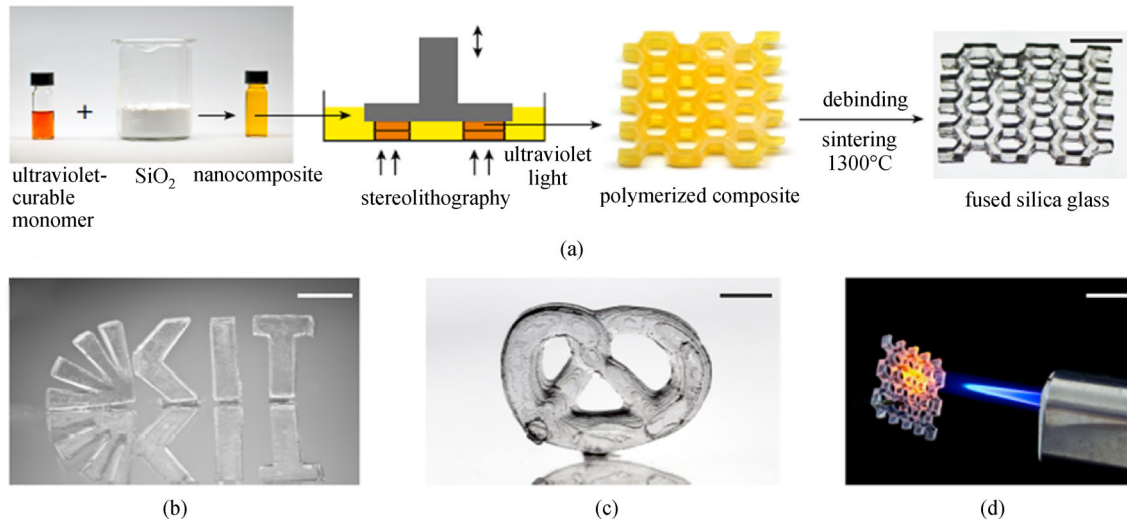 +
ultraviolet-
curable
monomer
SiO₂
nanocomposite
stereolithography
ultraviolet
light
polymerized composite
debinding
sintering
1300°C
fused silica glass
(a)
KIT
(b)
(c)
(d)